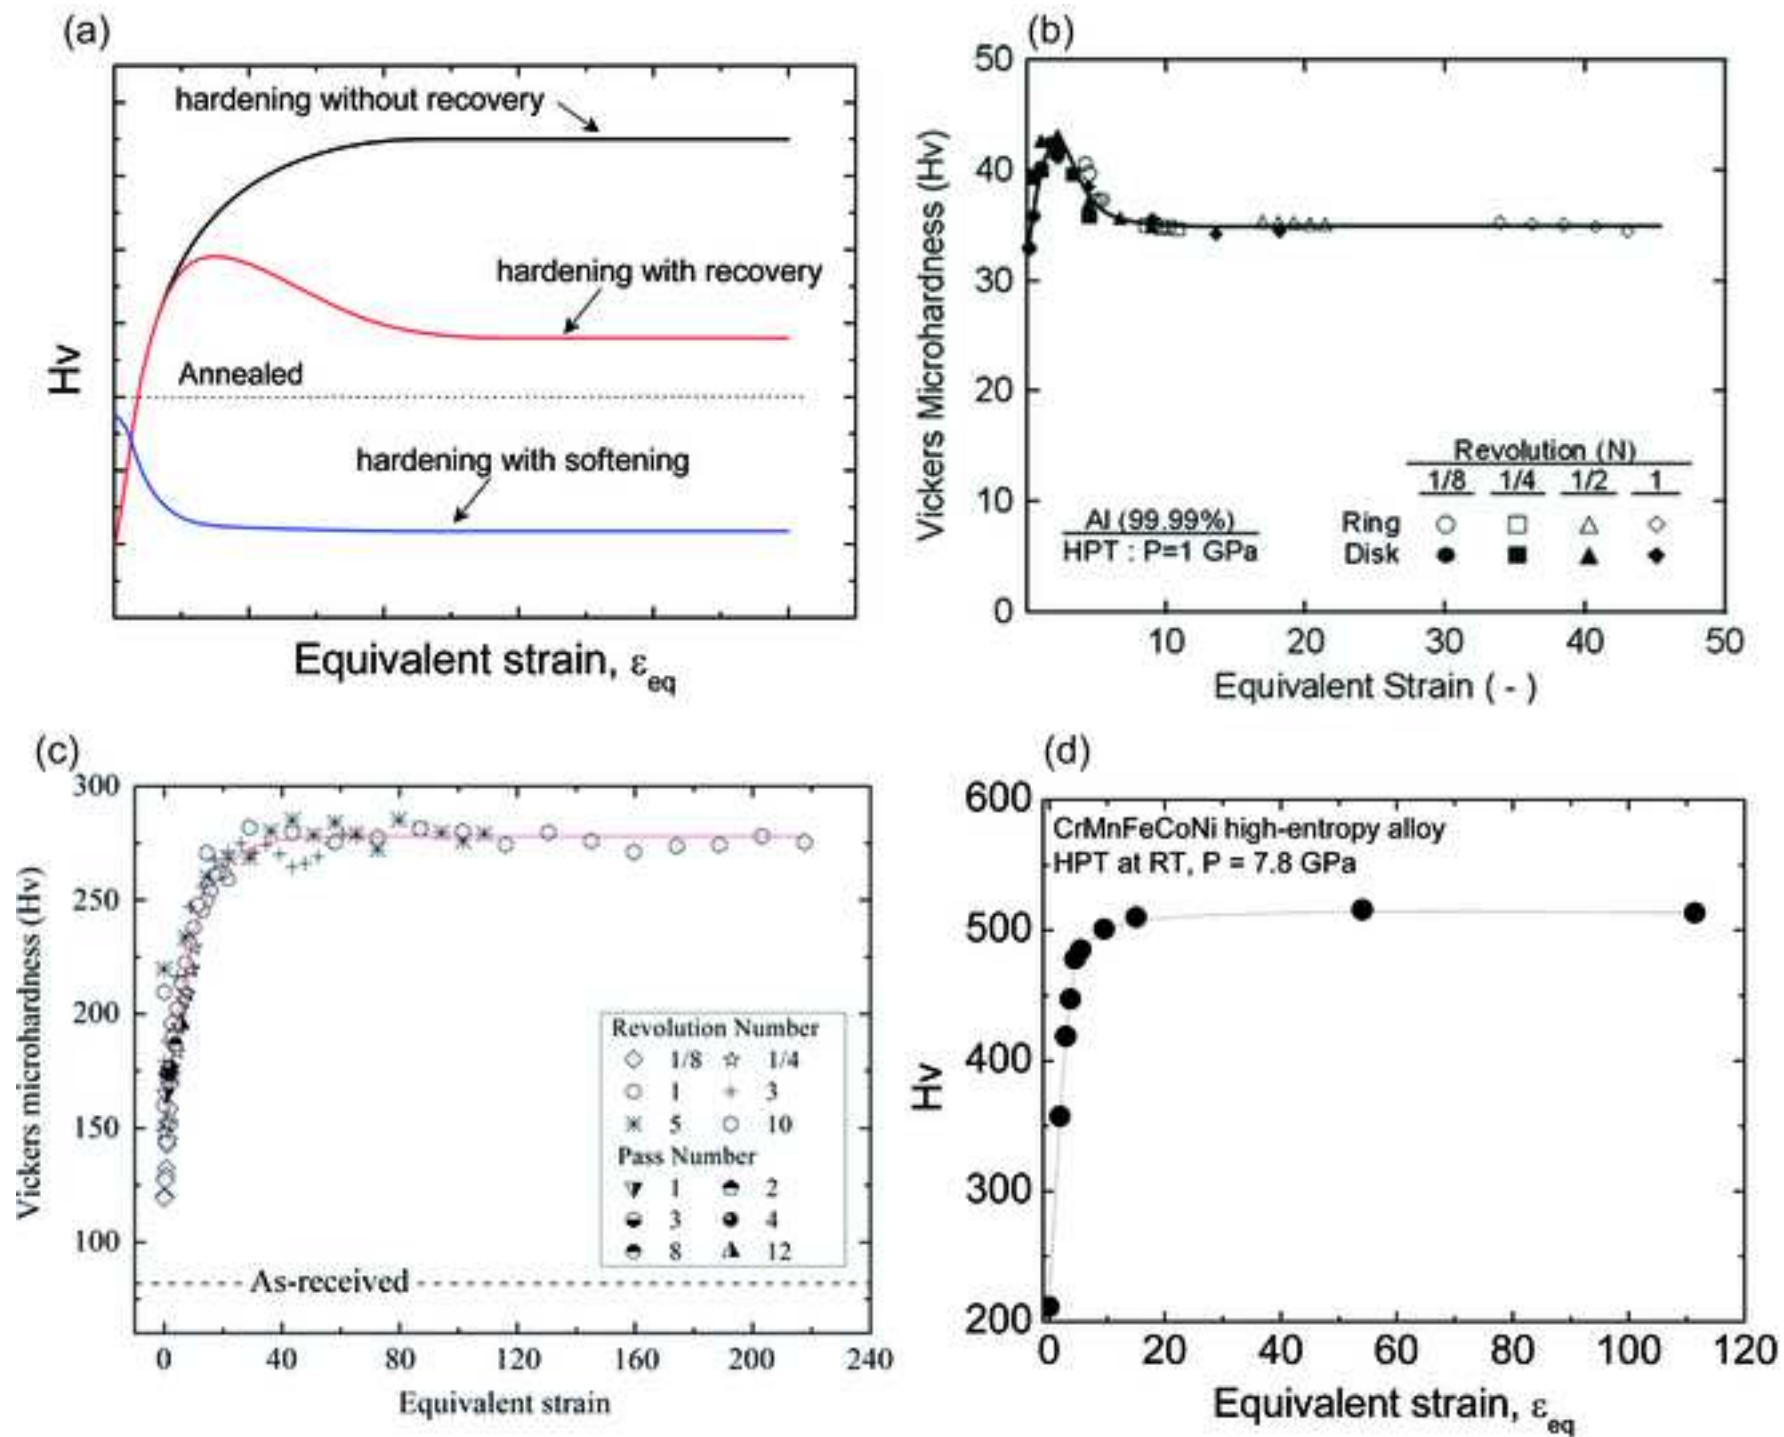 (a)
hardening without recovery
hardening with recovery
Annealed
hardening with softening
Hv
Equivalent strain, εeq
(b)
50
40
30
20
10
0
Vickers Microhardness (Hv)
Revolution (N)
1/8 1/4 1/2 1
Al (99.99%)
HPT : P=1 GPa
Ring
Disk
10 20 30 40 50
Equivalent Strain ( - )
(c)
300
250
200
150
100
Vickers microhardness (Hv)
Revolution Number
1/8 1/4
1 3
5 10
Pass Number
1 2
3 4
8 12
As-received
0 40 80 120 160 200 240
Equivalent strain
(d)
600
500
400
300
200
Hv
CrMnFeCoNi high-entropy alloy
HPT at RT, P = 7.8 GPa
0 20 40 60 80 100 120
Equivalent strain, εeq